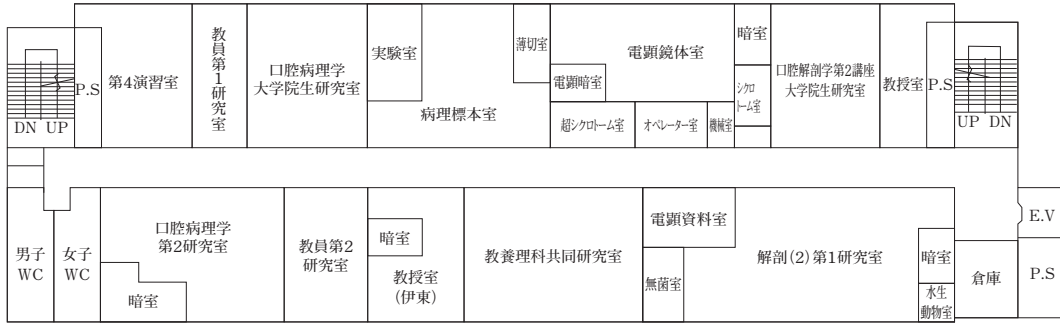 P.S
DN UP
第4演習室
教員第1研究室
口腔病理学
大学院生研究室
実験室
病理標本室
薄切室
電顕鏡体室
電顕暗室
超シクロトーム室
オペレーター室
機械室
暗室
シクロ
トーム室
口腔解剖学第2講座
大学院生研究室
教授室
P.S
UP DN
男子
WC
女子
WC
口腔病理学
第2研究室
暗室
教員第2
研究室
暗室
教授室
(伊東)
教養理科共同研究室
電顕資料室
無菌室
解剖(2)第1研究室
暗室
水生
動物室
倉庫
E.V
P.S